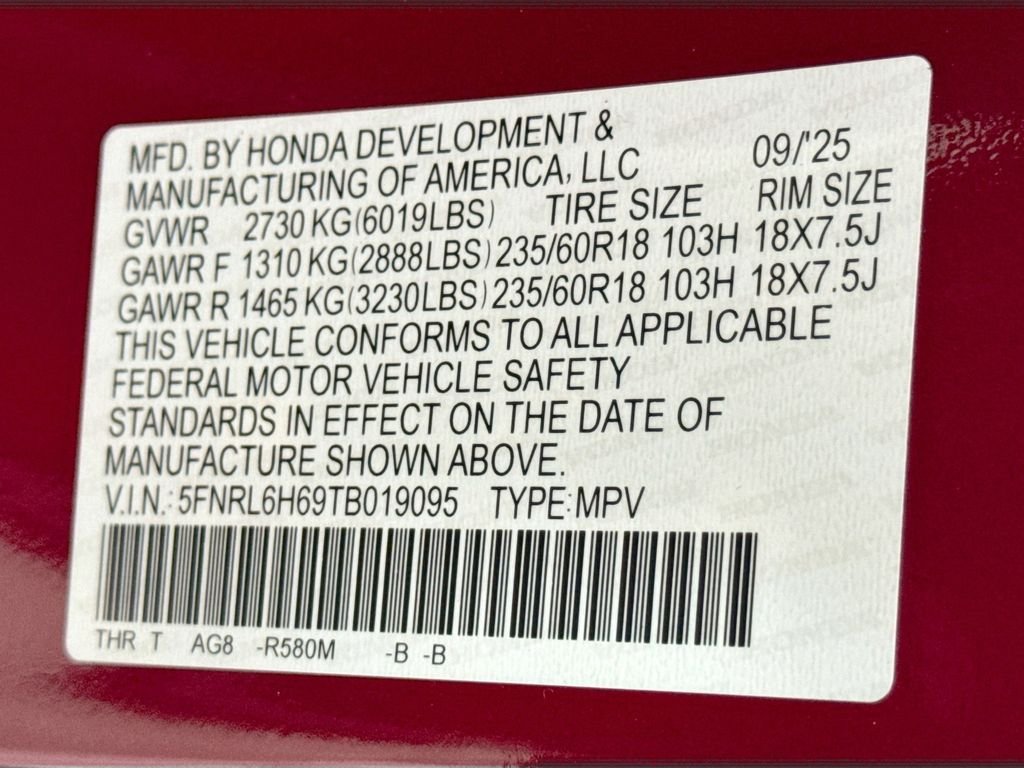 MFD. BY HONDA DEVELOPMENT &
MANUFACTURING OF AMERICA, LLC 09/'25
GVWR 2730 KG(6019LBS) TIRE SIZE RIM SIZE
GAWR F 1310 KG(2888LBS) 235/60R18 103H 18X7.5J
GAWR R 1465 KG(3230LBS) 235/60R18 103H 18X7.5J
THIS VEHICLE CONFORMS TO ALL APPLICABLE
FEDERAL MOTOR VEHICLE SAFETY
STANDARDS IN EFFECT ON THE DATE OF
MANUFACTURE SHOWN ABOVE.
V.I.N.: 5FNRL6H69TB019095 TYPE: MPV
THR T AG8 -R580M -B -B